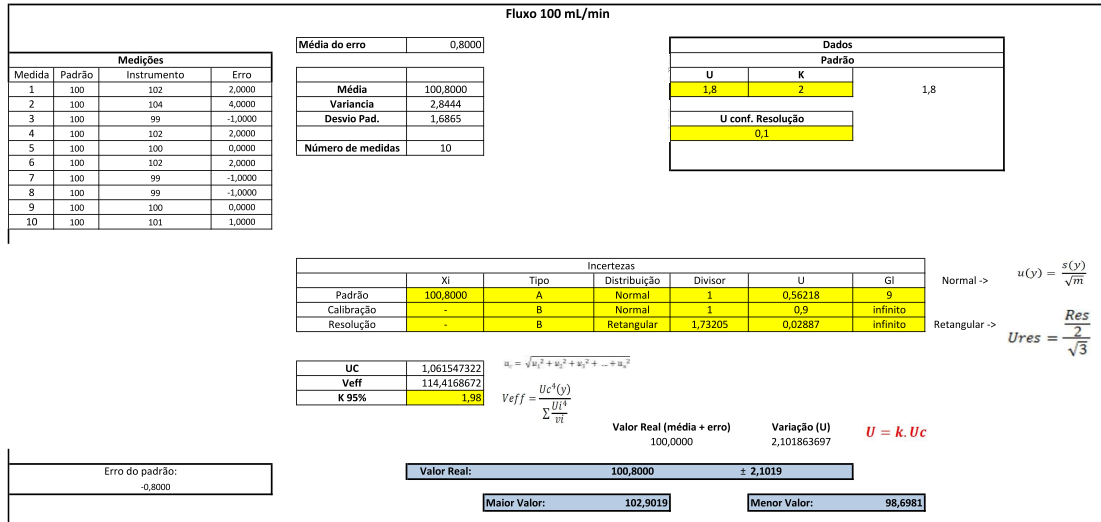 Fluxo 100 mL/min
Média do erro 0,8000
Medições
Medida Padrão Instrumento Erro
1 100 102 2,0000
2 100 104 4,0000
3 100 99 -1,0000
4 100 102 2,0000
5 100 100 0,0000
6 100 102 2,0000
7 100 99 -1,0000
8 100 99 -1,0000
9 100 100 0,0000
10 100 101 1,0000
Média 100,8000
Variancia 2,8444
Desvio Pad. 1,6865
Número de medidas 10
Dados
Padrão
U K
1,8 2 1,8
U conf. Resolução
0,1
Incertezas
Xi Tipo Distribuição Divisor U Gl
Padrão 100,8000 A Normal 1 0,56218 9
Calibração - B Normal 1 0,9 infinito
Resolução - B Retangular 1,73205 0,02887 infinito
Normal -> u(y) = s(y)/√m
Retangular -> Ures = (Res/2)/√3
UC 1,061547322
Veff 114,4168672
K 95% 1,98
u_c = √u₁² + u₂² + u₃² + ... + u_n²
Veff = Uc⁴(y)/∑ Ui⁴/vi
Valor Real (média + erro) Variação (U)
100,0000 2,101863697
U = k.Uc
Erro do padrão:
-0,8000
Valor Real: 100,8000 ± 2,1019
Maior Valor: 102,9019 Menor Valor: 98,6981